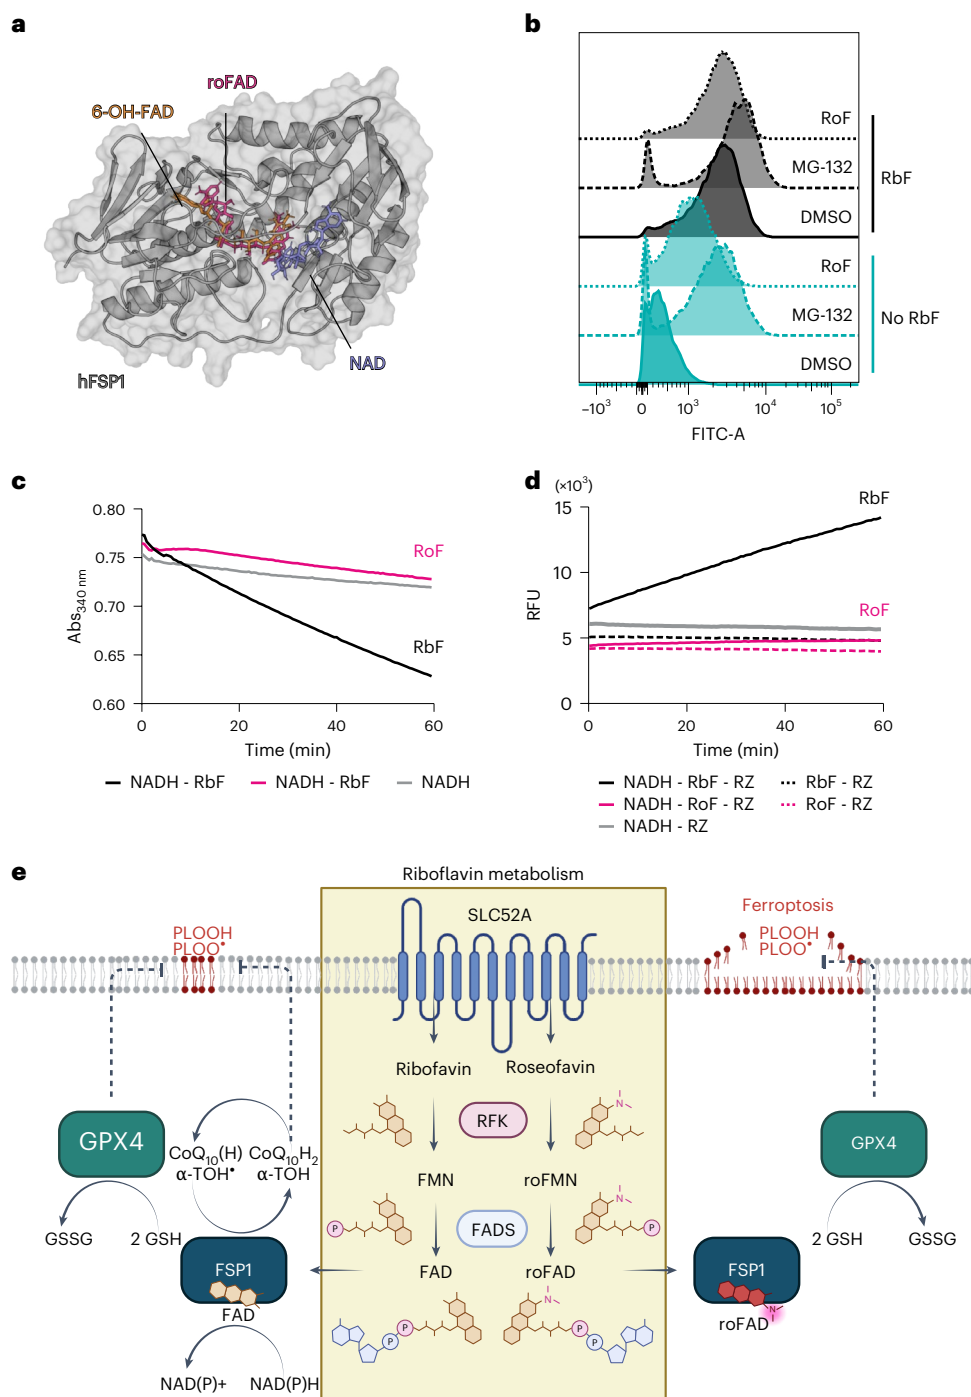 a
roFAD
6-OH-FAD
NAD
hFSP1
b
RoF
MG-132
DMSO
RbF
RoF
MG-132
DMSO
No RbF
–10³ 0 10³ 10⁴ 10⁵
FITC-A
c
0.80
0.75
0.70
0.65
0.60
Abs340 nm
RoF
RbF
0 20 40 60
Time (min)
NADH - RbF NADH - RbF NADH
d
(×10³)
15
10
5
0
RFU
RbF
RoF
0 20 40 60
Time (min)
NADH - RbF - RZ RbF - RZ
NADH - RoF - RZ RoF - RZ
NADH - RZ
e
Riboflavin metabolism
SLC52A
PLOOH
PLOO•
Ferroptosis
PLOOH
PLOO•
Ribofavin Roseofavin
RFK
N
FMN roFMN
P
N
P
FADS
FAD roFAD
N
P
P
P
P
GPX4
CoQ10(H) CoQ10H2
α-TOH• α-TOH
GSSG 2 GSH
FSP1
FAD
NAD(P)+ NAD(P)H
GPX4
2 GSH GSSG
FSP1
N
roFAD